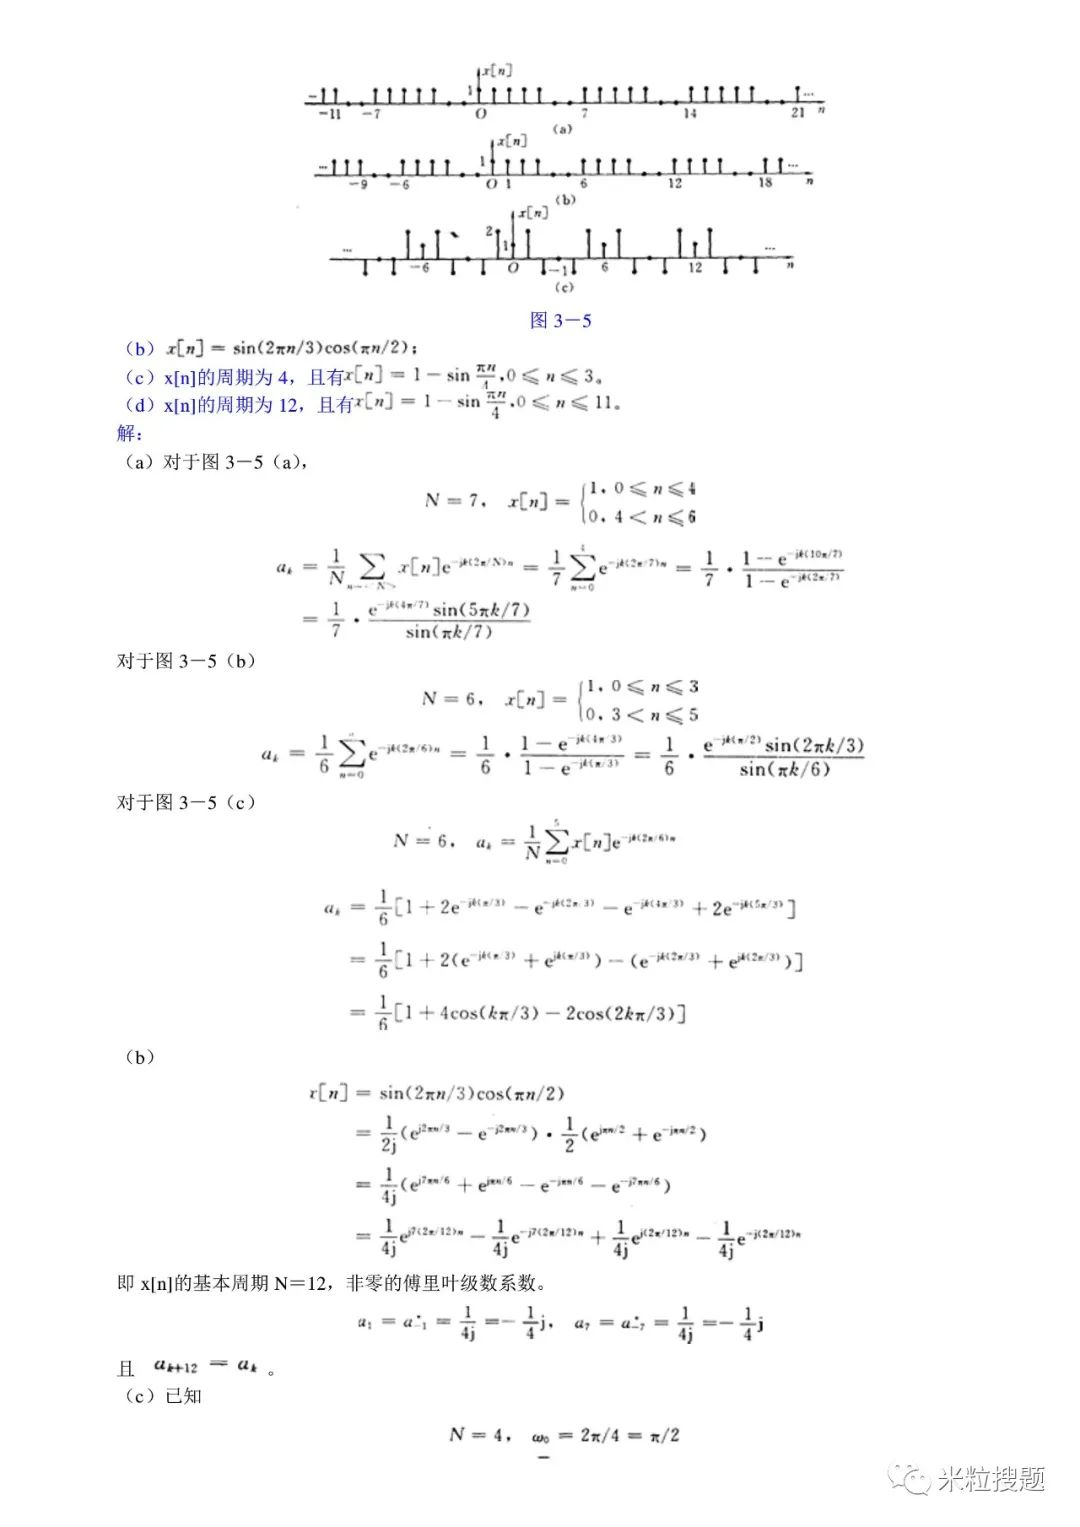 x[n]
1
-11 -7 O 7 14 21 n
(a)
x[n]
1
-9 -6 O 1 6 12 18 n
(b)
x[n]
2
1
-6 O -1 6 12 n
(c)
图 3－5
（b）x[n] = sin(2πn/3)cos(πn/2);
（c）x[n]的周期为 4，且有x[n] = 1 - sin πn/4, 0 ⩽ n ⩽ 3。
（d）x[n]的周期为 12，且有x[n] = 1 - sin πn/4, 0 ⩽ n ⩽ 11。
解：
（a）对于图 3－5（a），
N = 7, x[n] = {1, 0 ⩽ n ⩽ 4
0, 4 < n ⩽ 6
a_k = 1/N ∑_{n=<N>} x[n]e^{-jk(2π/N)n} = 1/7 ∑_{n=0}^{4} e^{-jk(2π/7)n} = 1/7 · (1 - e^{-jk(10π/7)})/(1 - e^{-jk(2π/7)})
= 1/7 · e^{-jk(4π/7)}sin(5πk/7)/sin(πk/7)
对于图 3－5（b）
N = 6, x[n] = {1, 0 ⩽ n ⩽ 3
0, 3 < n ⩽ 5
a_k = 1/6 ∑_{n=0} e^{-jk(2π/6)n} = 1/6 · (1 - e^{-jk(4π/3)})/(1 - e^{-jk(π/3)}) = 1/6 · e^{-jk(π/2)}sin(2πk/3)/sin(πk/6)
对于图 3－5（c）
N = 6, a_k = 1/N ∑_{n=0}^{5} x[n]e^{-jk(2π/6)n}
a_k = 1/6 [1 + 2e^{-jk(π/3)} - e^{-jk(2π/3)} - e^{-jk(4π/3)} + 2e^{-jk(5π/3)}]
= 1/6 [1 + 2(e^{-jk(π/3)} + e^{jk(π/3)}) - (e^{-jk(2π/3)} + e^{jk(2π/3)})]
= 1/6 [1 + 4cos(kπ/3) - 2cos(2kπ/3)]
（b）
x[n] = sin(2πn/3)cos(πn/2)
= 1/2j (e^{j2πn/3} - e^{-j2πn/3}) · 1/2 (e^{jπn/2} + e^{-jπn/2})
= 1/4j (e^{j7πn/6} + e^{jπn/6} - e^{-jπn/6} - e^{-j7πn/6})
= 1/4j e^{j7(2π/12)n} - 1/4j e^{-j7(2π/12)n} + 1/4j e^{j(2π/12)n} - 1/4j e^{-j(2π/12)n}
即 x[n]的基本周期 N＝12，非零的傅里叶级数系数。
a_1 = a*_{-1} = 1/4j = - 1/4 j, a_7 = a*_{-7} = 1/4j = - 1/4 j
且 a_{k+12} = a_k 。
（c）已知
N = 4, ω_0 = 2π/4 = π/2
米粒搜题